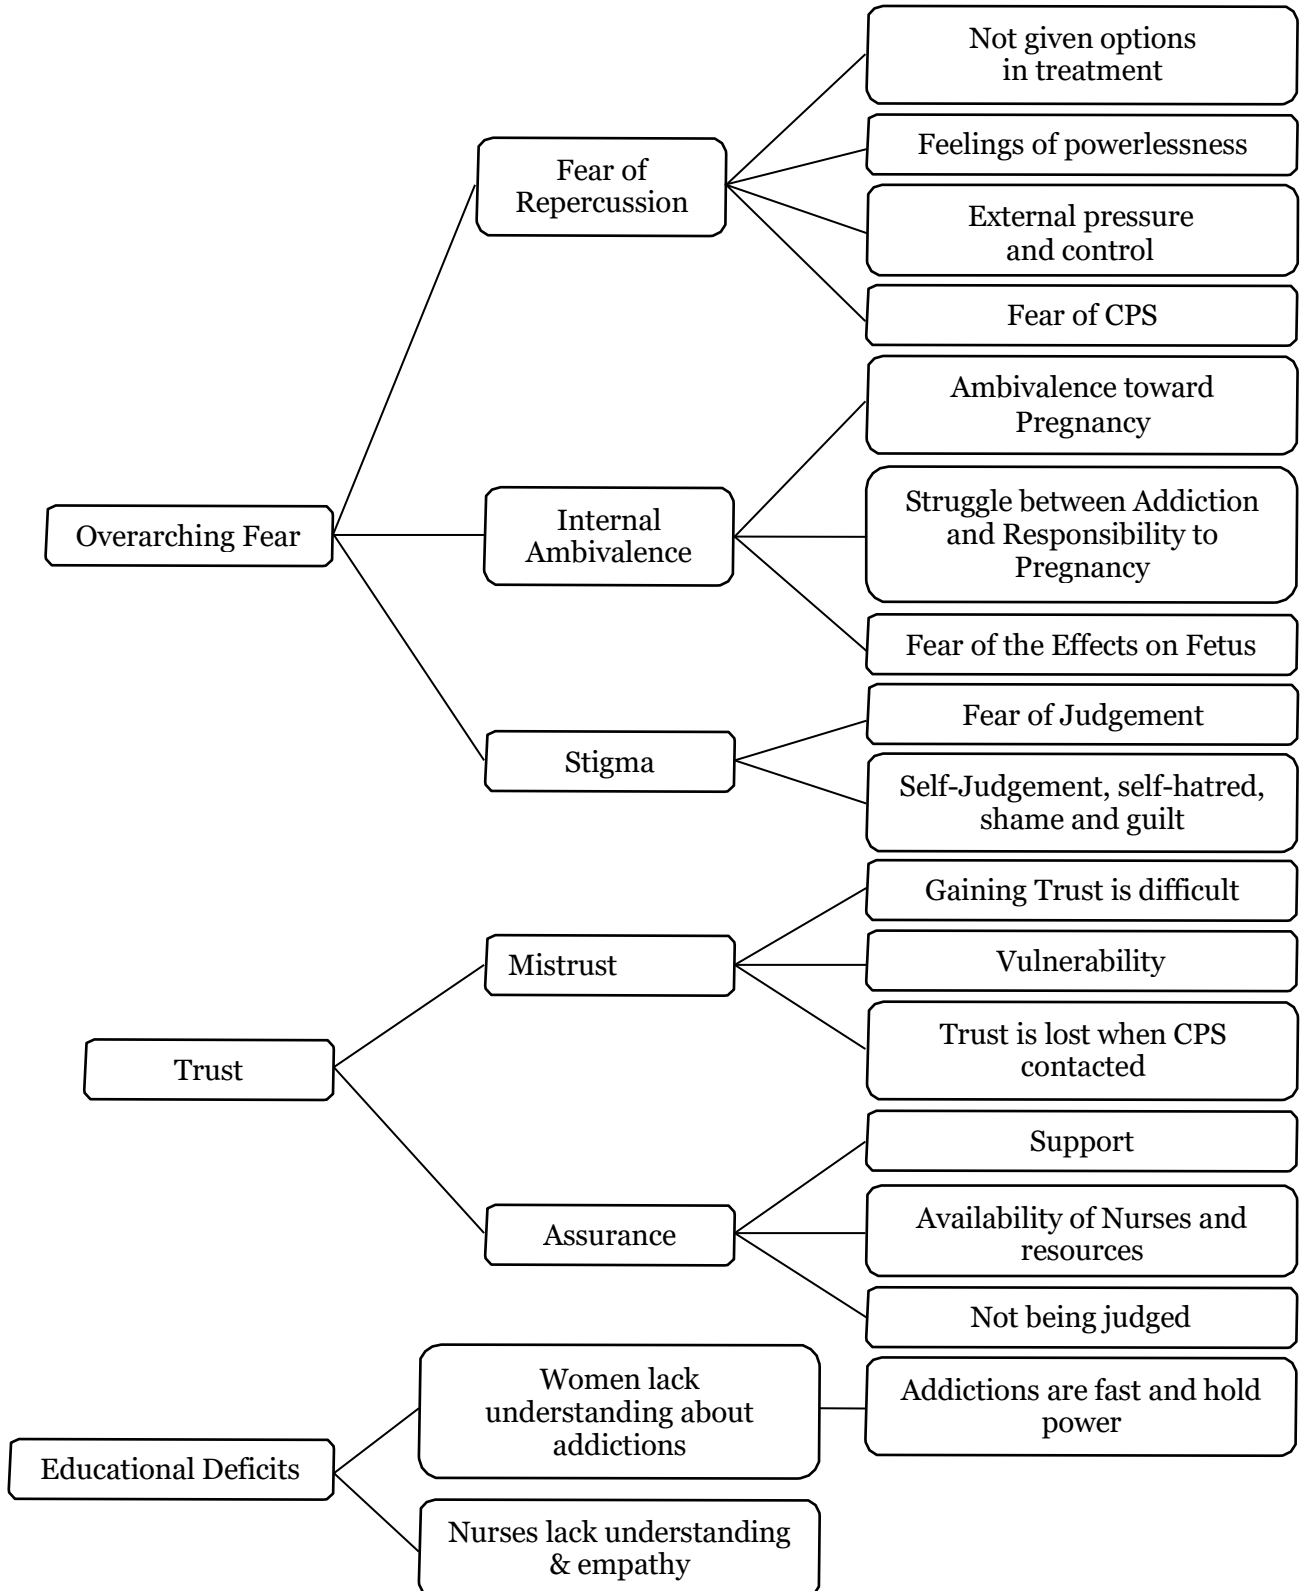 Not given options
in treatment
Feelings of powerlessness
Fear of
Repercussion
External pressure
and control
Fear of CPS
Ambivalence toward
Pregnancy
Overarching Fear
Internal
Ambivalence
Struggle between Addiction
and Responsibility to
Pregnancy
Fear of the Effects on Fetus
Stigma
Fear of Judgement
Self-Judgement, self-hatred,
shame and guilt
Gaining Trust is difficult
Mistrust
Vulnerability
Trust is lost when CPS
contacted
Trust
Support
Assurance
Availability of Nurses and
resources
Not being judged
Women lack
understanding about
addictions
Addictions are fast and hold
power
Educational Deficits
Nurses lack understanding
& empathy